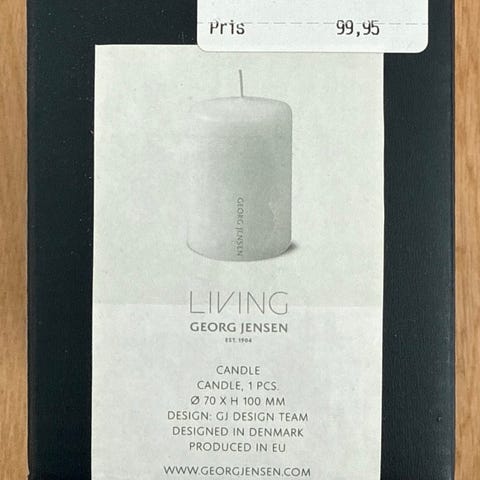 Pris 99,95
GEORG JENSEN
LIVING
GEORG JENSEN
EST. 1904
CANDLE
CANDLE, 1 PCS.
Ø 70 X H 100 MM
DESIGN: GJ DESIGN TEAM
DESIGNED IN DENMARK
PRODUCED IN EU
WWW.GEORGJENSEN.COM